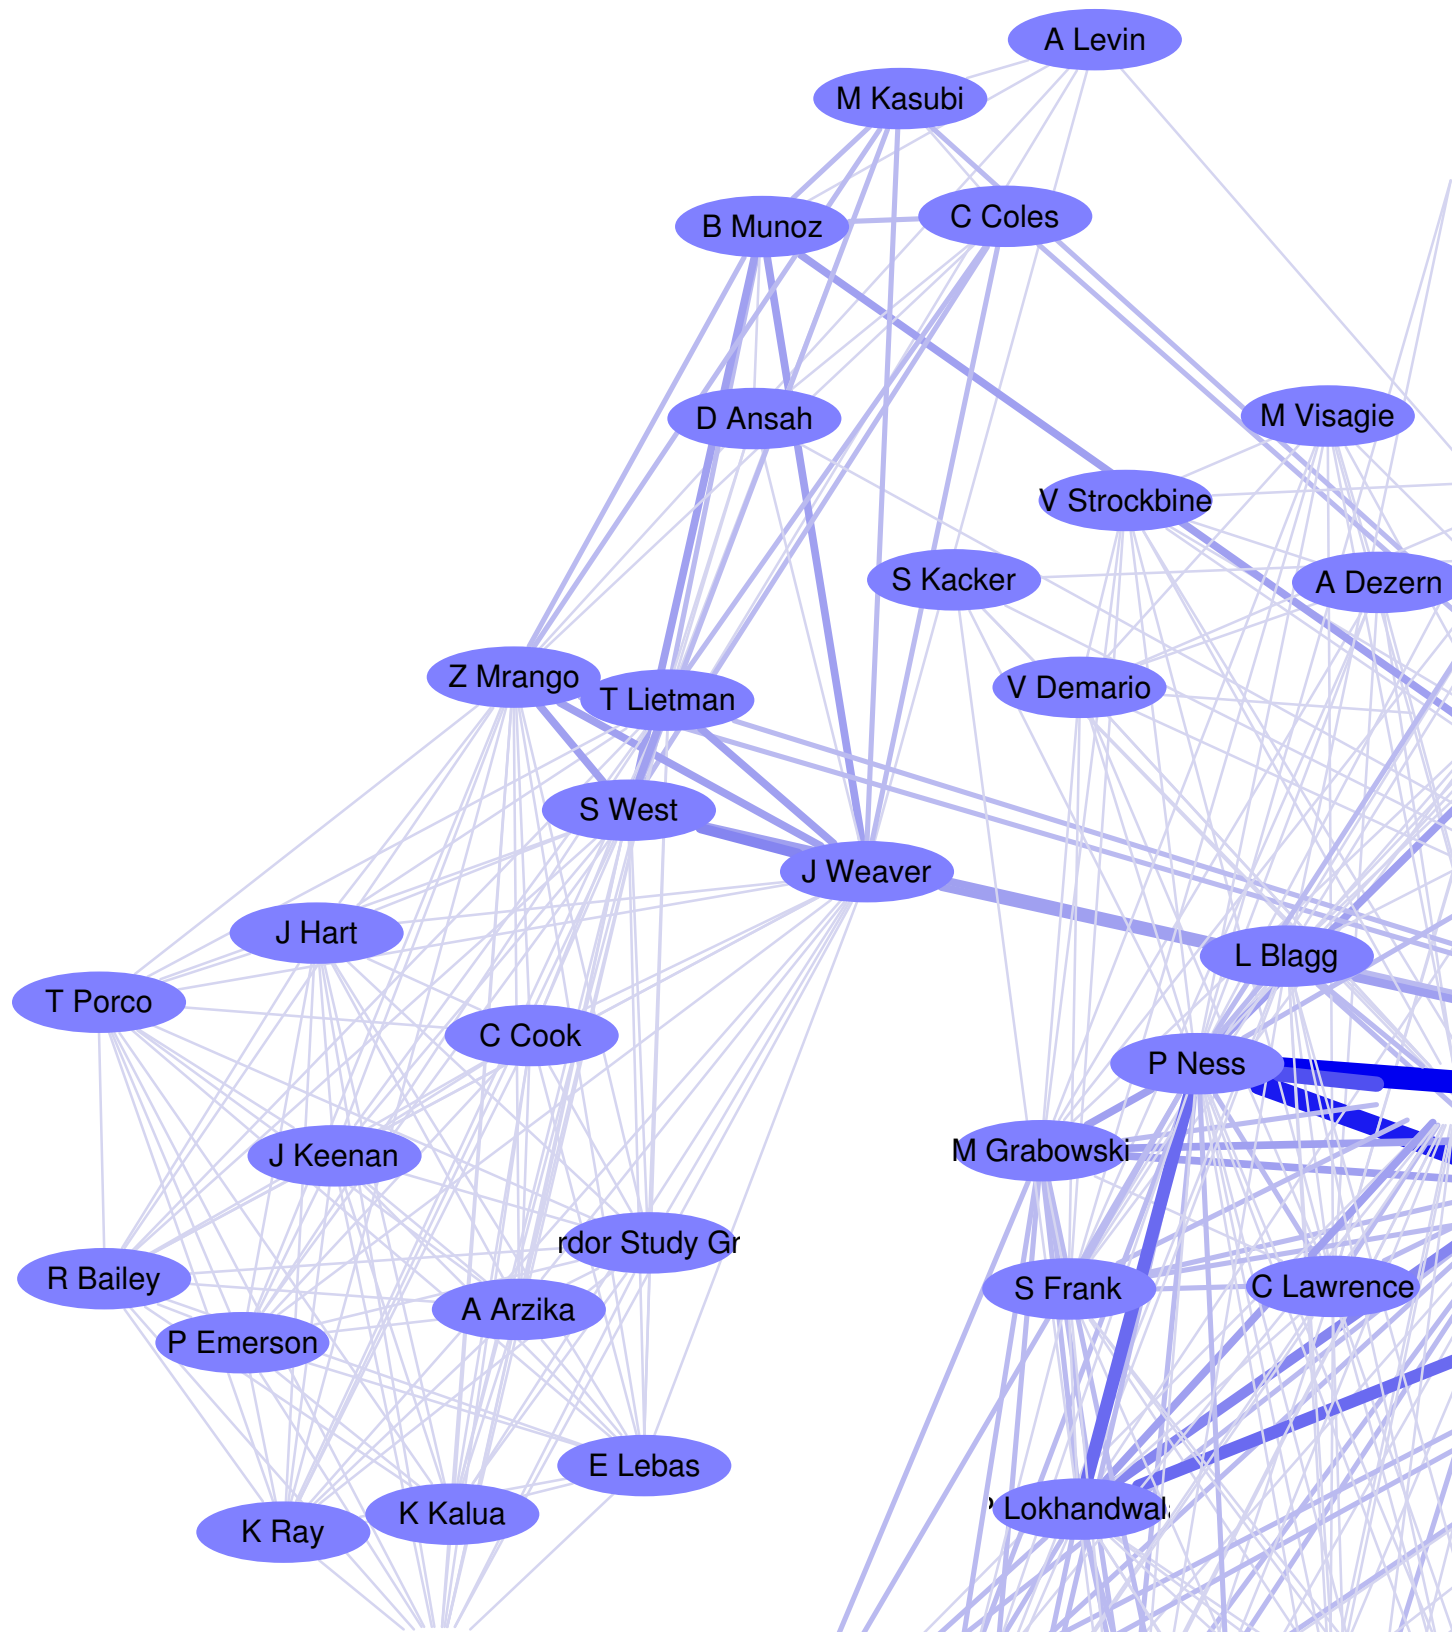 A Levin
M Kasubi
C Coles
B Munoz
M Visagie
D Ansah
V Strockbine
S Kacker
A Dezern
Z Mrango
V Demario
T Lietman
S West
J Weaver
J Hart
L Blagg
T Porco
C Cook
P Ness
M Grabowski
J Keenan
rdor Study Gr
R Bailey
S Frank
C Lawrence
A Arzika
P Emerson
E Lebas
Lokhandwal
K Kalua
K Ray